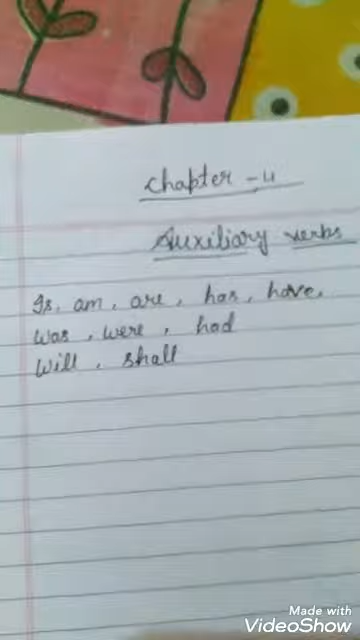 Chapter - 4
Auxiliary verbs
Is, am, are, has, have,
was, were, had
Will, shall
Made with
VideoShow